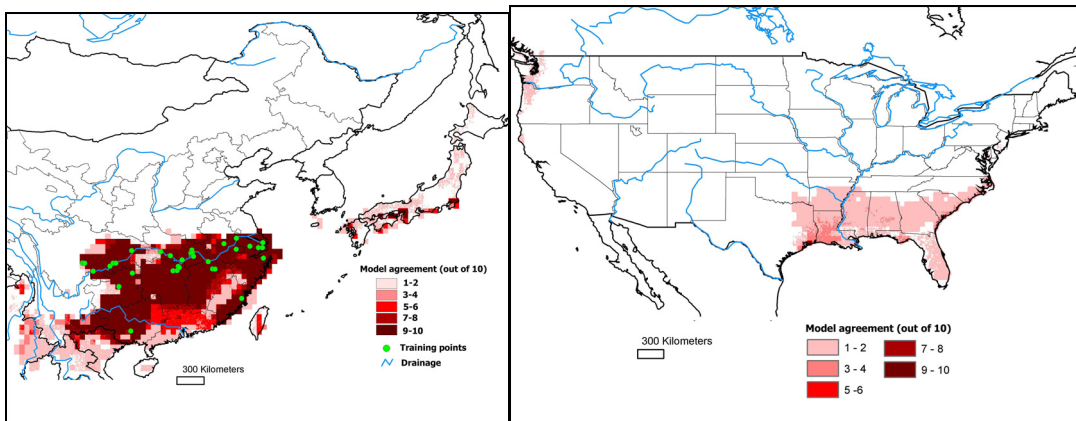 Model agreement (out of 10)
1-2
3-4
5-6
7-8
9-10
Training points
Drainage
300 Kilometers
300 Kilometers
Model agreement (out of 10)
1 - 2
3 - 4
5 -6
7 - 8
9 - 10